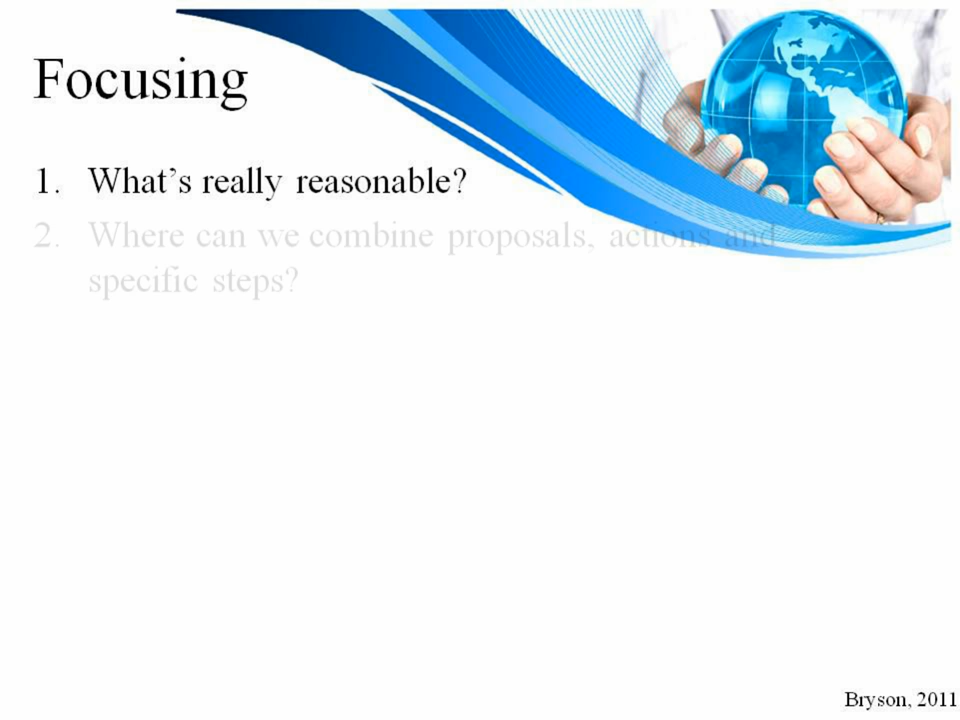 Focusing
1. What's really reasonable?
2. Where can we combine proposals, actions and
specific steps?
Bryson, 2011